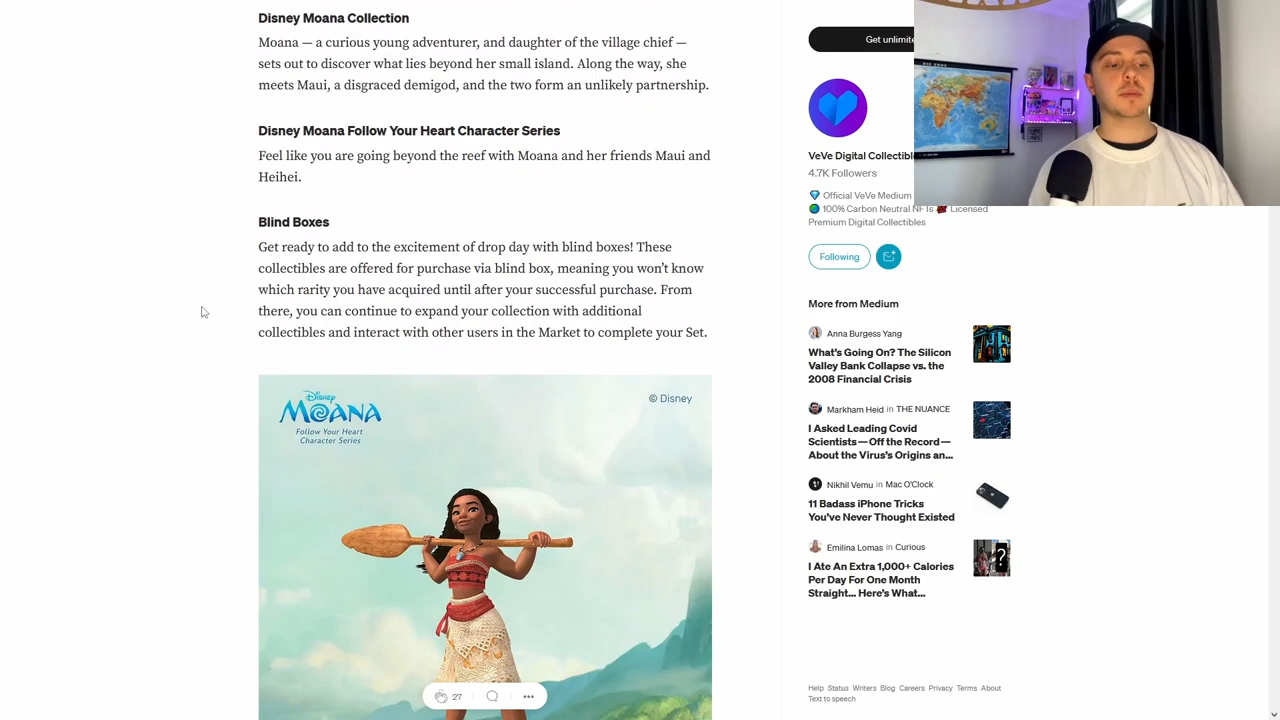 Disney Moana Collection
Moana — a curious young adventurer, and daughter of the village chief —
sets out to discover what lies beyond her small island. Along the way, she
meets Maui, a disgraced demigod, and the two form an unlikely partnership.
Disney Moana Follow Your Heart Character Series
Feel like you are going beyond the reef with Moana and her friends Maui and
Heihei.
Blind Boxes
Get ready to add to the excitement of drop day with blind boxes! These
collectibles are offered for purchase via blind box, meaning you won't know
which rarity you have acquired until after your successful purchase. From
there, you can continue to expand your collection with additional
collectibles and interact with other users in the Market to complete your Set.
Disney
MOANA
Follow Your Heart
Character Series
© Disney
27
Get
VeVe Digital
4.7K Followers
Official VeVe Medium
100% Carbon Neutral NFTs Licensed
Premium Digital Collectibles
Following
More from Medium
Anna Burgess Yang
What's Going On? The Silicon
Valley Bank Collapse vs. the
2008 Financial Crisis
Markham Heid in THE NUANCE
I Asked Leading Covid
Scientists — Off the Record —
About the Virus's Origins an...
Nikhil Vemu in Mac O'Clock
11 Badass iPhone Tricks
You've Never Thought Existed
Emilina Lomas in Curious
I Ate An Extra 1,000+ Calories
Per Day For One Month
Straight... Here's What...
?
Help Status Writers Blog Careers Privacy Terms About
Text to speech